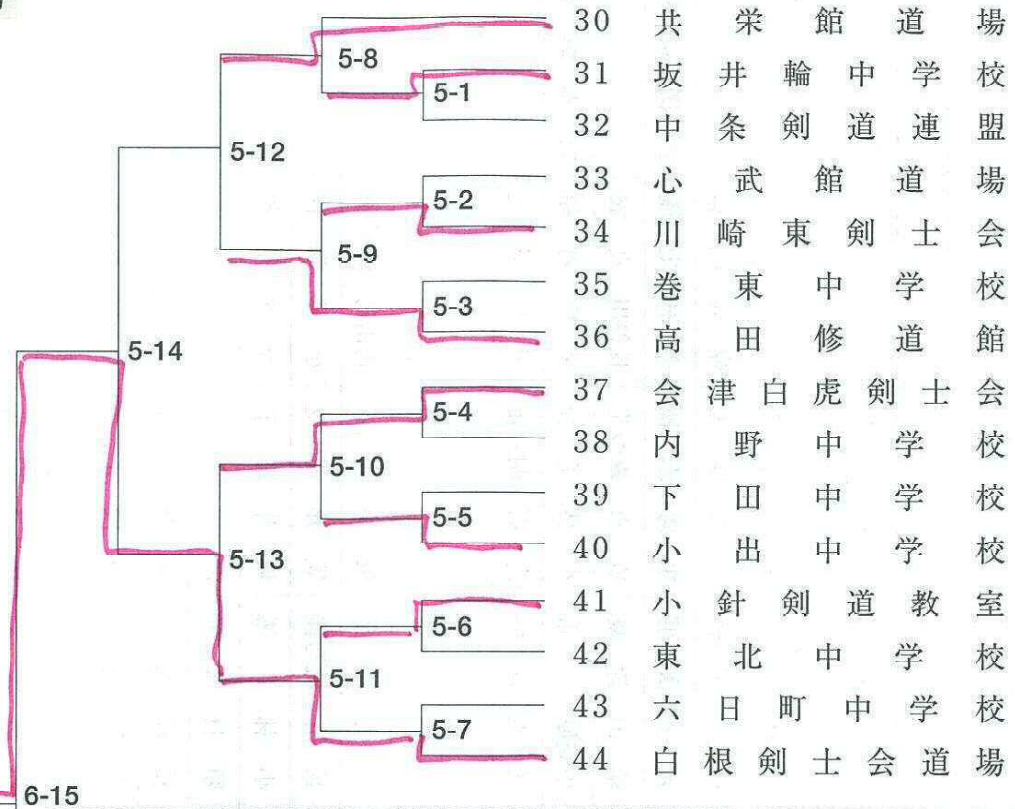 30 共栄館道場
5-8
31 坂井輪中学校
5-1
32 中条剣道連盟
5-12
33 心武館道場
5-2
34 川崎東剣士会
5-9
35 巻東中学校
5-3
36 高田修道館
5-14
37 会津白虎剣士会
5-4
38 内野中学校
5-10
39 下田中学校
5-5
40 小出中学校
5-13
41 小針剣道教室
5-6
42 東北中学校
5-11
43 六日町中学校
5-7
44 白根剣士会道場
6-15